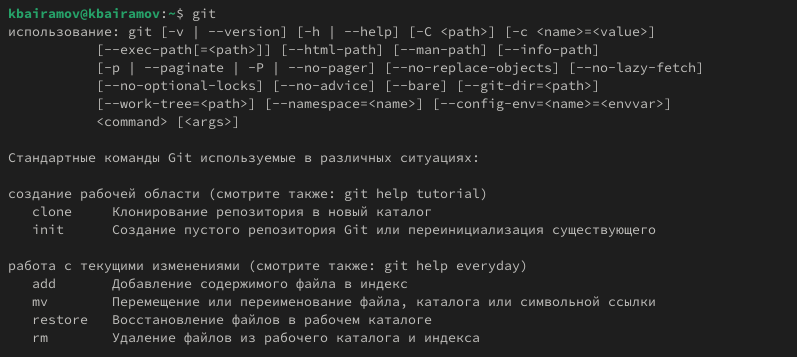 kbairamov@kbairamov:~$ git
использование: git [-v | --version] [-h | --help] [-C <path>] [-c <name>=<value>]
[--exec-path[=<path>]] [--html-path] [--man-path] [--info-path]
[-p | --paginate | -P | --no-pager] [--no-replace-objects] [--no-lazy-fetch]
[--no-optional-locks] [--no-advice] [--bare] [--git-dir=<path>]
[--work-tree=<path>] [--namespace=<name>] [--config-env=<name>=<envvar>]
<command> [<args>]
Стандартные команды Git используемые в различных ситуациях:
создание рабочей области (смотрите также: git help tutorial)
clone Клонирование репозитория в новый каталог
init Создание пустого репозитория Git или переинициализация существующего
работа с текущими изменениями (смотрите также: git help everyday)
add Добавление содержимого файла в индекс
mv Перемещение или переименование файла, каталога или символьной ссылки
restore Восстановление файлов в рабочем каталоге
rm Удаление файлов из рабочего каталога и индекса